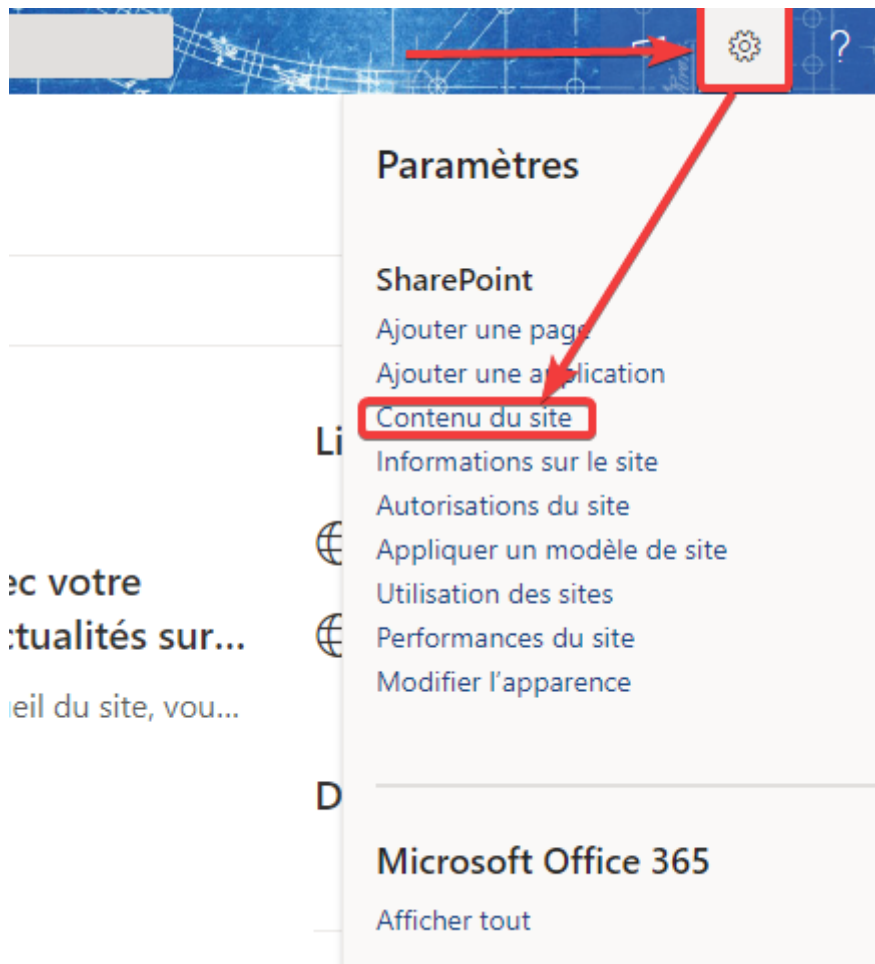 ?
Paramètres
SharePoint
Ajouter une page
Ajouter une application
Contenu du site
Informations sur le site
Autorisations du site
Appliquer un modèle de site
Utilisation des sites
Performances du site
Modifier l’apparence
Microsoft Office 365
Afficher tout
Li
ec votre
ctualités sur...
eil du site, vou...
D